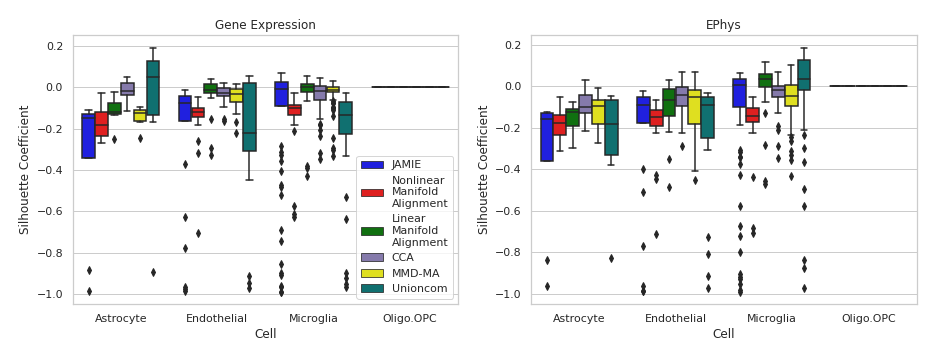 Gene Expression
0.2
0.0
−0.2
−0.4
−0.6
−0.8
−1.0
Silhouette Coefficient
Astrocyte
Endothelial
Microglia
Oligo.OPC
Cell
JAMIE
Nonlinear
Manifold
Alignment
Linear
Manifold
Alignment
CCA
MMD-MA
Unioncom
EPhys
0.2
0.0
−0.2
−0.4
−0.6
−0.8
−1.0
Silhouette Coefficient
Astrocyte
Endothelial
Microglia
Oligo.OPC
Cell